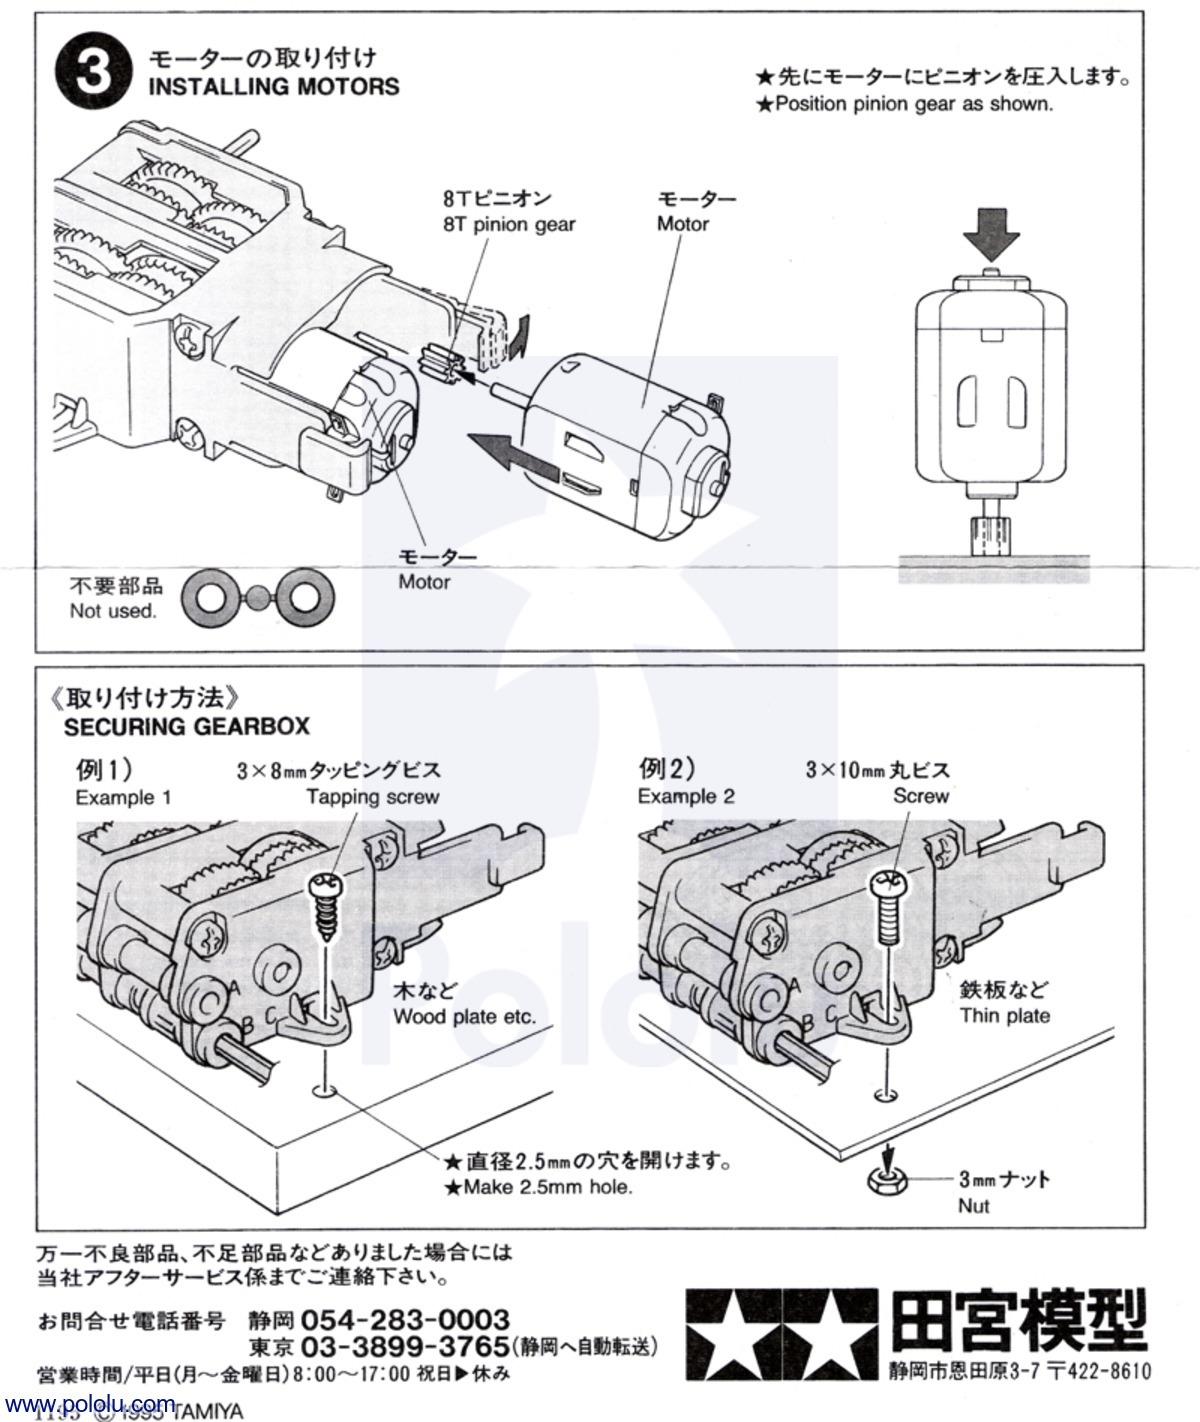 3 モーターの取り付け
INSTALLING MOTORS
★先にモーターにピニオンを圧入します。
★Position pinion gear as shown.
8Tピニオン
8T pinion gear
モーター
Motor
モーター
Motor
不要部品
Not used.
《取り付け方法》
SECURING GEARBOX
例1)
Example 1
3×8mmタッピングビス
Tapping screw
A
B
C
木など
Wood plate etc.
★直径2.5mmの穴を開けます。
★Make 2.5mm hole.
例2)
Example 2
3×10mm丸ビス
Screw
A
B
C
鉄板など
Thin plate
3mmナット
Nut
Pololu
万一不良部品、不足部品などありました場合には
当社アフターサービス係までご連絡下さい。
お問合せ電話番号 静岡 054-283-0003
東京 03-3899-3765(静岡へ自動転送)
営業時間/平日(月〜金曜日)8:00〜17:00 祝日▶休み
田宮模型
静岡市恩田原3-7 〒422-8610
www.pololu.com
1193 ©1995 TAMIYA